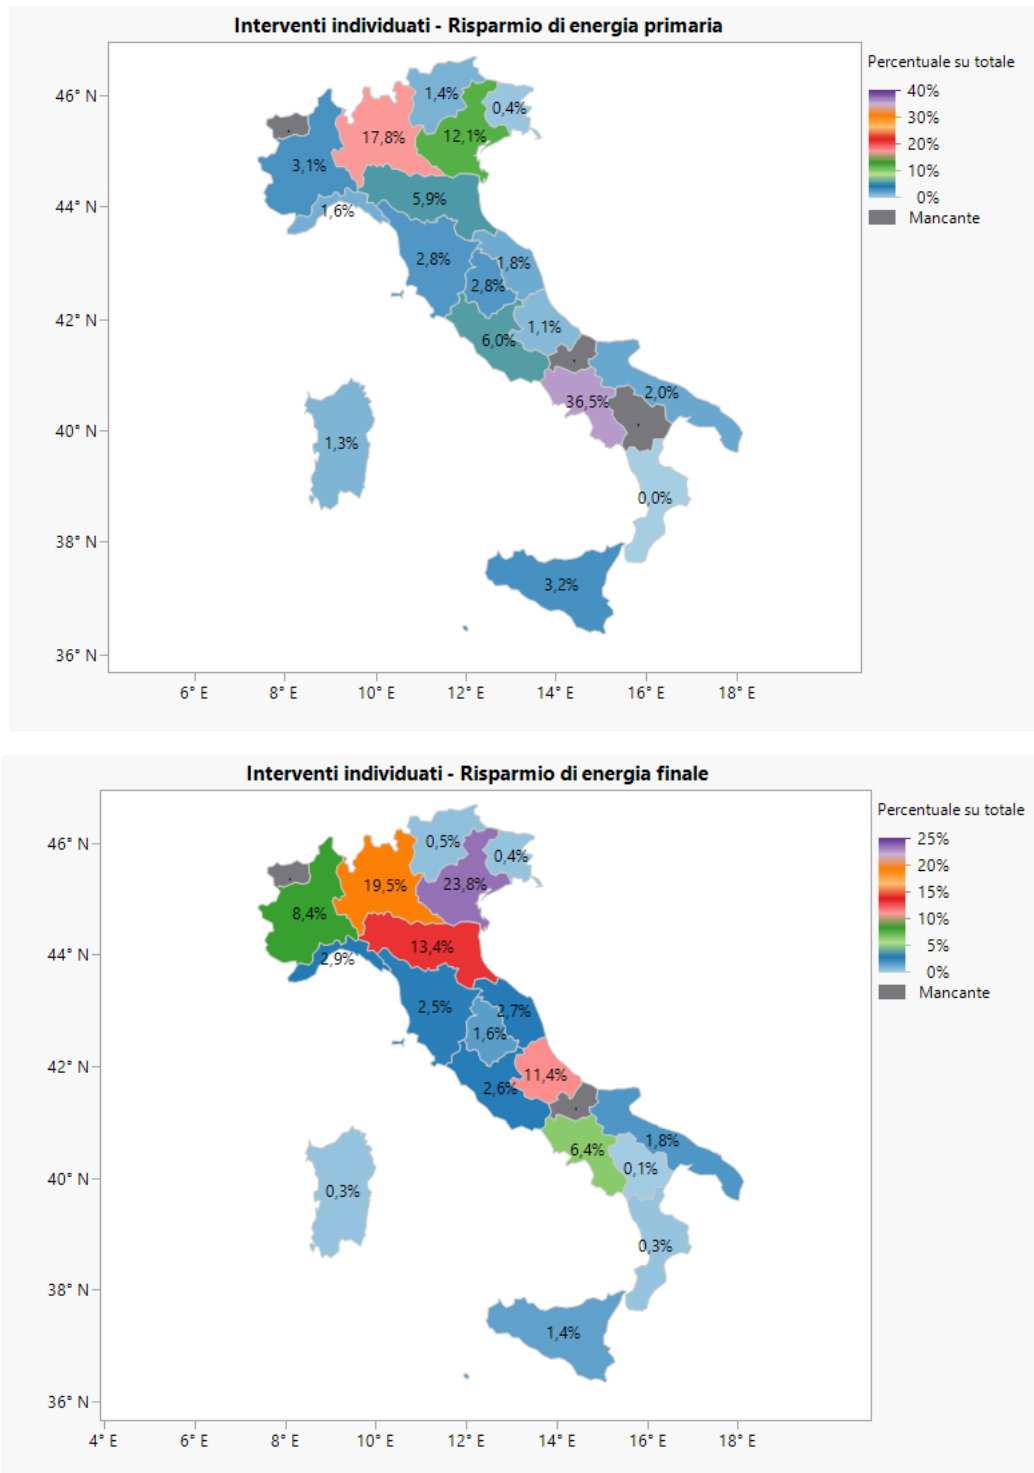 Interventi individuati - Risparmio di energia primaria
Percentuale su totale
40%
30%
20%
10%
0%
Mancante
46° N
44° N
42° N
40° N
38° N
36° N
1,4%
0,4%
17,8%
12,1%
3,1%
5,9%
1,6%
2,8%
1,8%
2,8%
1,1%
6,0%
2,0%
36,5%
1,3%
0,0%
3,2%
6° E
8° E
10° E
12° E
14° E
16° E
18° E
Interventi individuati - Risparmio di energia finale
Percentuale su totale
25%
20%
15%
10%
5%
0%
Mancante
46° N
44° N
42° N
40° N
38° N
36° N
0,5%
0,4%
19,5%
23,8%
8,4%
13,4%
2,9%
2,5%
2,7%
1,6%
11,4%
2,6%
1,8%
6,4%
0,1%
0,3%
0,3%
1,4%
4° E
6° E
8° E
10° E
12° E
14° E
16° E
18° E